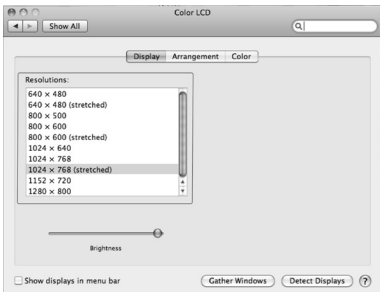 Color LCD
Show All
Display Arrangement Color
Resolutions:
640 × 480
640 × 480 (stretched)
800 × 500
800 × 600
800 × 600 (stretched)
1024 × 640
1024 × 768
1024 × 768 (stretched)
1152 × 720
1280 × 800
Brightness
Show displays in menu bar
Gather Windows
Detect Displays
?